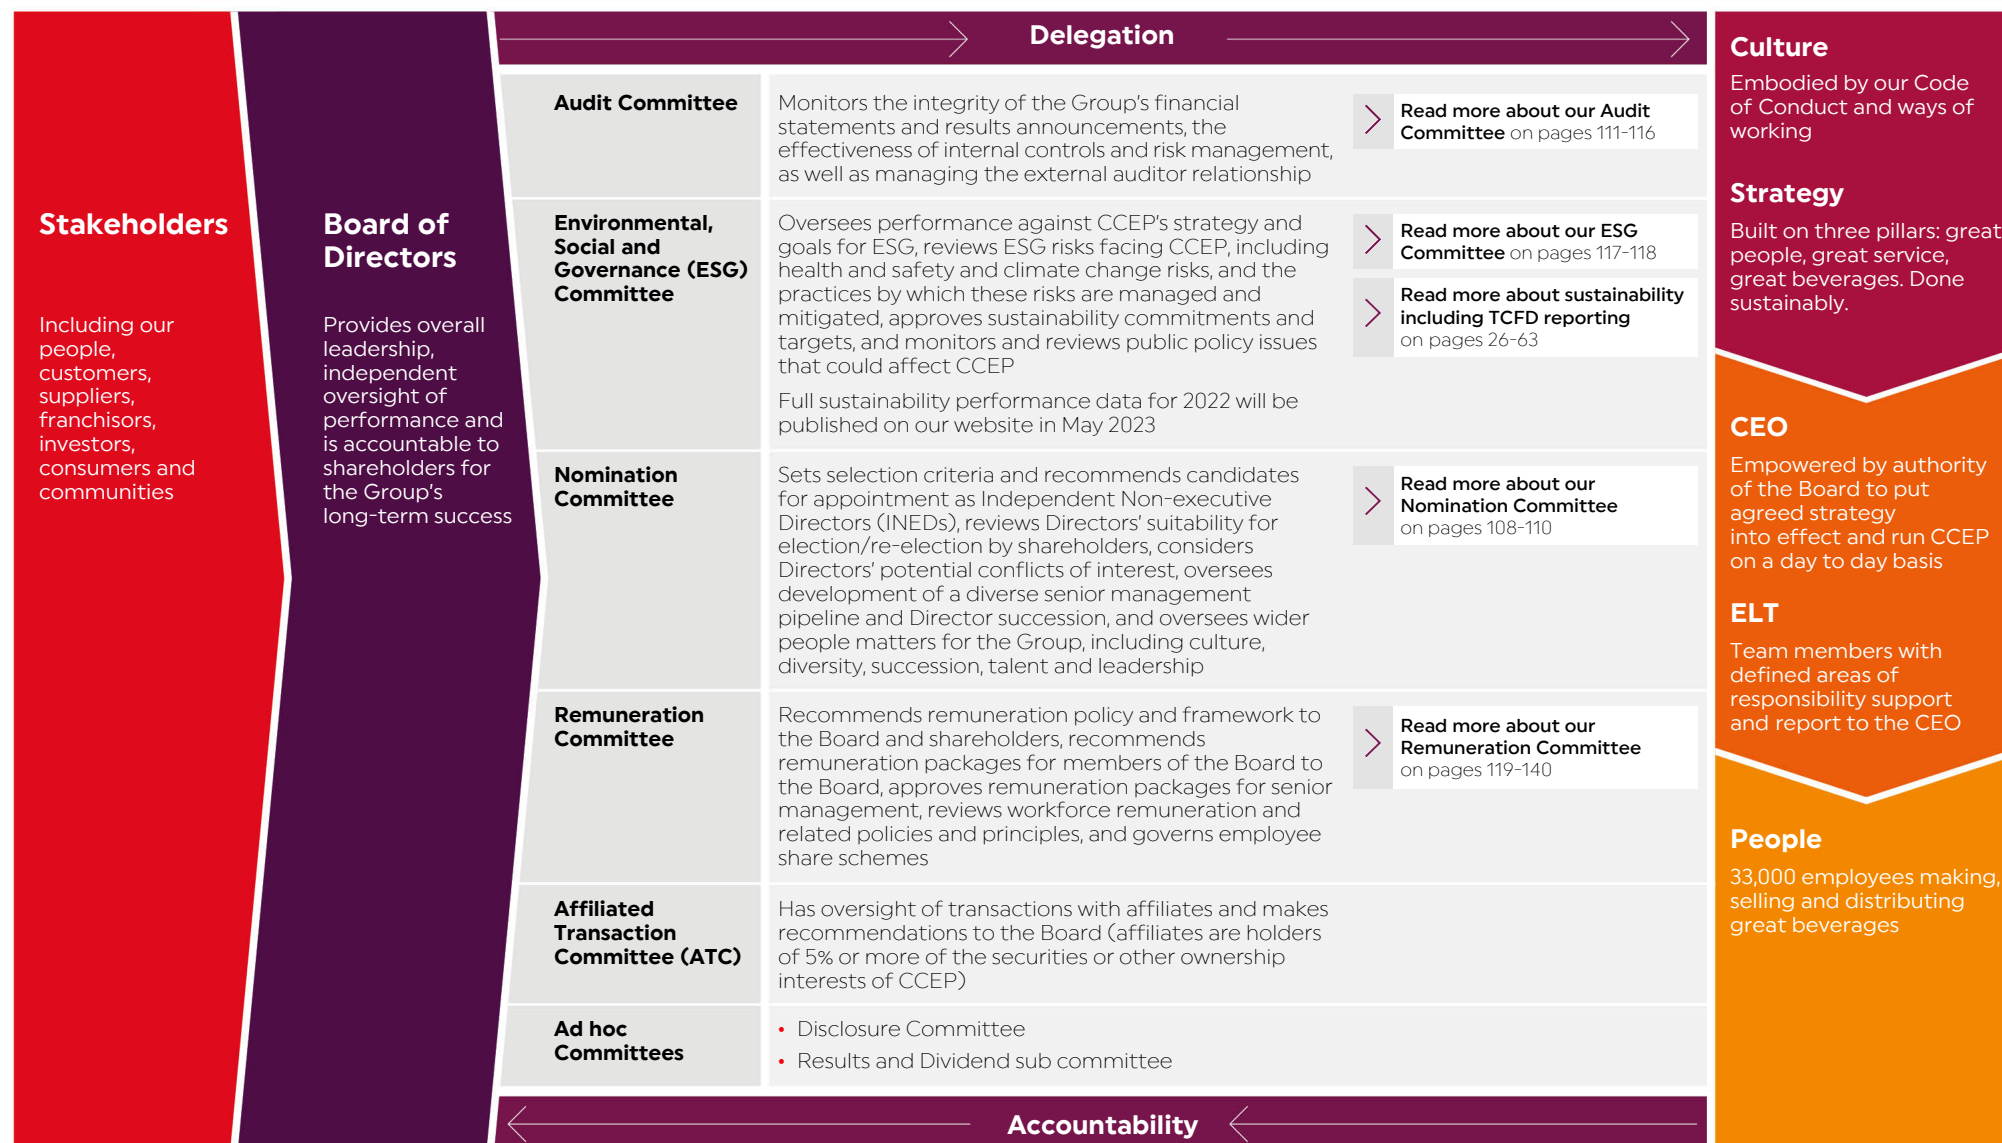 Stakeholders
Including our
people,
customers,
suppliers,
franchisors,
investors,
consumers and
communities
Board of
Directors
Provides overall
leadership,
independent
oversight of
performance and
is accountable to
shareholders for
the Group's
long-term success
Delegation
Audit Committee
Monitors the integrity of the Group's financial
statements and results announcements, the
effectiveness of internal controls and risk management,
as well as managing the external auditor relationship
Read more about our Audit
Committee on pages 111-116
Environmental,
Social and
Governance (ESG)
Committee
Oversees performance against CCEP's strategy and
goals for ESG, reviews ESG risks facing CCEP, including
health and safety and climate change risks, and the
practices by which these risks are managed and
mitigated, approves sustainability commitments and
targets, and monitors and reviews public policy issues
that could affect CCEP
Full sustainability performance data for 2022 will be
published on our website in May 2023
Read more about our ESG
Committee on pages 117-118
Read more about sustainability
including TCFD reporting
on pages 26-63
Nomination
Committee
Sets selection criteria and recommends candidates
for appointment as Independent Non-executive
Directors (INEDs), reviews Directors' suitability for
election/re-election by shareholders, considers
Directors' potential conflicts of interest, oversees
development of a diverse senior management
pipeline and Director succession, and oversees wider
people matters for the Group, including culture,
diversity, succession, talent and leadership
Read more about our
Nomination Committee
on pages 108-110
Remuneration
Committee
Recommends remuneration policy and framework to
the Board and shareholders, recommends
remuneration packages for members of the Board to
the Board, approves remuneration packages for senior
management, reviews workforce remuneration and
related policies and principles, and governs employee
share schemes
Read more about our
Remuneration Committee
on pages 119-140
Affiliated
Transaction
Committee (ATC)
Has oversight of transactions with affiliates and makes
recommendations to the Board (affiliates are holders
of 5% or more of the securities or other ownership
interests of CCEP)
Ad hoc
Committees
• Disclosure Committee
• Results and Dividend sub committee
Accountability
Culture
Embodied by our Code
of Conduct and ways of
working
Strategy
Built on three pillars: great
people, great service,
great beverages. Done
sustainably.
CEO
Empowered by authority
of the Board to put
agreed strategy
into effect and run CCEP
on a day to day basis
ELT
Team members with
defined areas of
responsibility support
and report to the CEO
People
33,000 employees making,
selling and distributing
great beverages